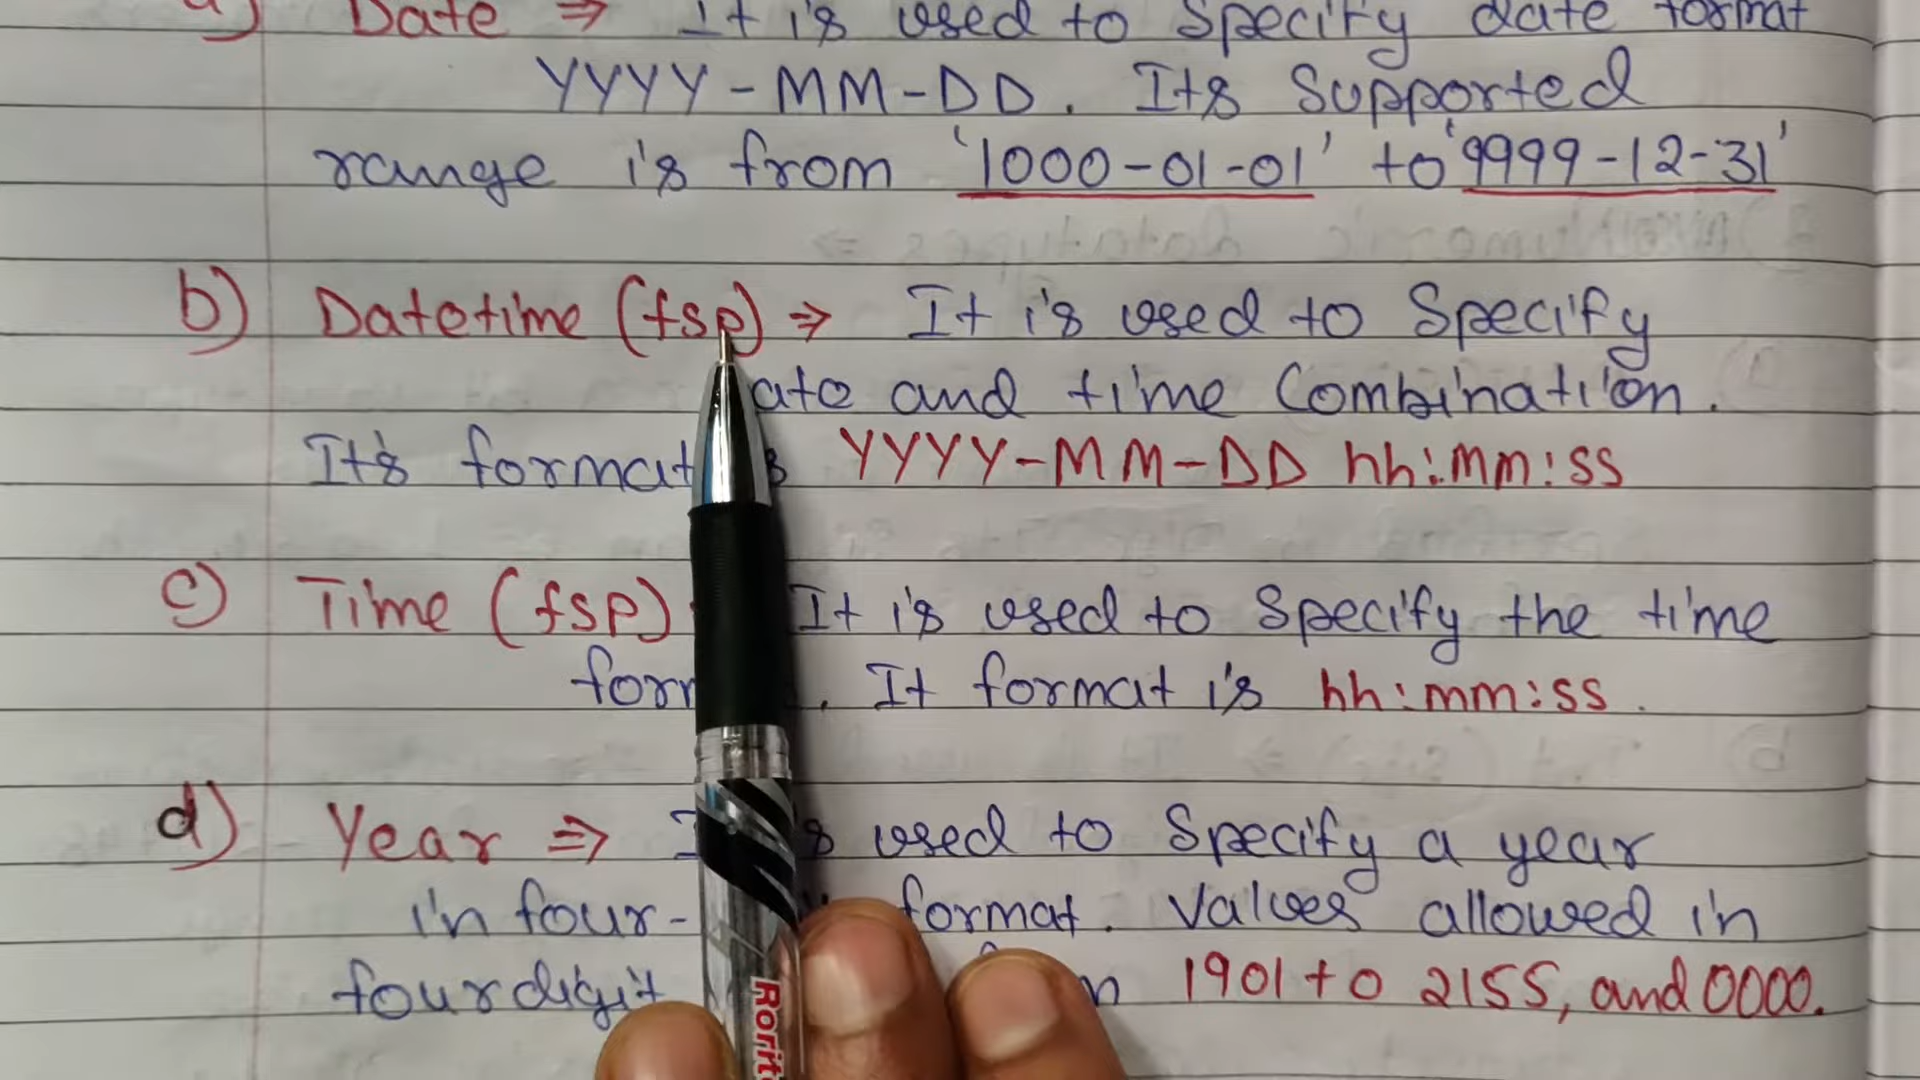 a) Date ⇒ It is used to specify date format
YYYY-MM-DD. Its Supported
range is from '1000-01-01' to '9999-12-31'
b) Datetime (fsp) ⇒ It is used to Specify
and time Combination.
It's format YYYY-MM-DD hh:mm:ss
c) Time (fsp) It is used to Specify the time
. It format is hh:mm:ss.
d) Year ⇒ used to Specify a year
in four- format. Values allowed in
four digit 1901 to 2155, and 0000.
Rorit